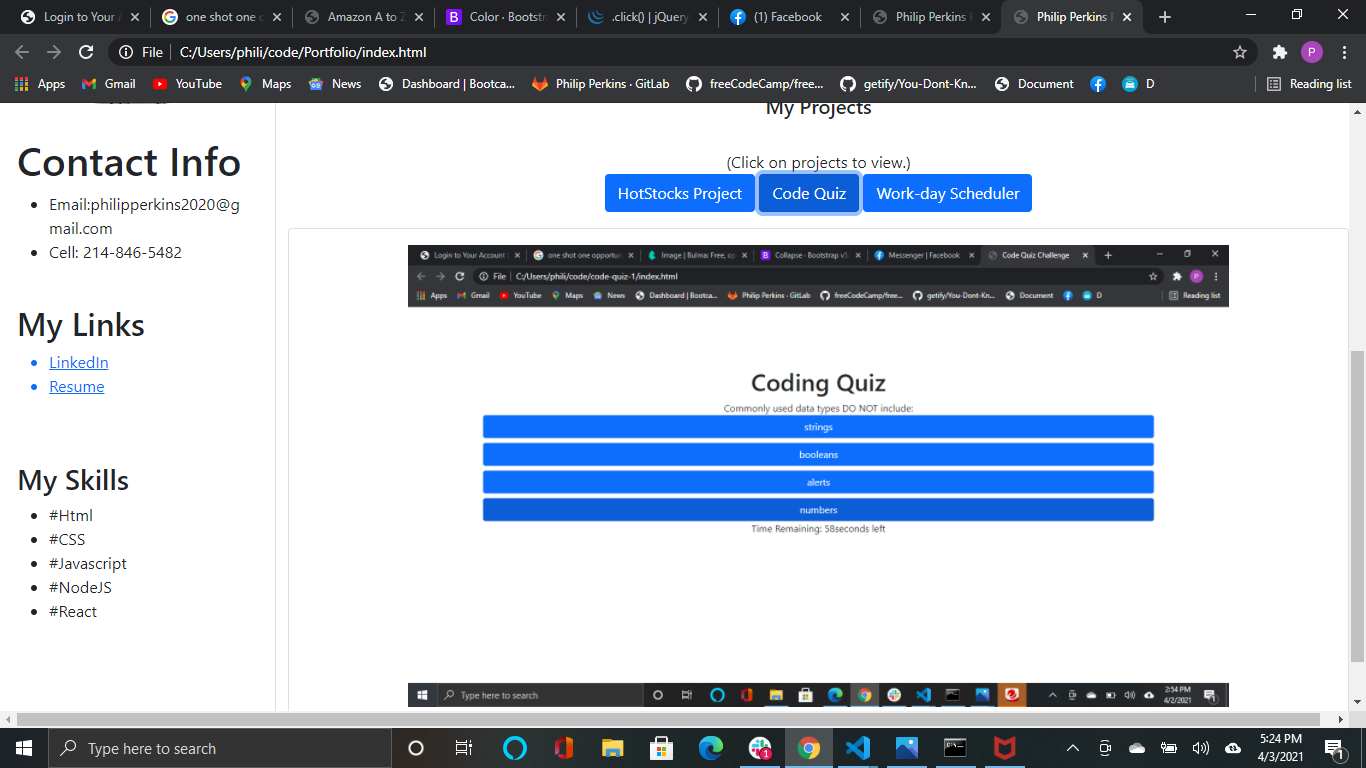 Login to Your A
one shot one o
Amazon A to Z
Color · Bootstr
.click() | jQuery
(1) Facebook
Philip Perkins P
Philip Perkins P
File C:/Users/phili/code/Portfolio/index.html
P
Apps Gmail YouTube Maps News Dashboard | Bootca... Philip Perkins · GitLab freeCodeCamp/free... getify/You-Dont-Kn... Document D Reading list
My Projects
Contact Info
Email:philipperkins2020@g
mail.com
Cell: 214-846-5482
My Links
LinkedIn
Resume
My Skills
#Html
#CSS
#Javascript
#NodeJS
#React
(Click on projects to view.)
HotStocks Project Code Quiz Work-day Scheduler
Login to Your Account
one shot one opportun
Image | Bulma: Free, op
Collapse · Bootstrap v5
Messenger | Facebook
Code Quiz Challenge
File C:/Users/phili/code/code-quiz-1/index.html
P
Apps Gmail YouTube Maps News Dashboard | Bootca... Philip Perkins · GitLab freeCodeCamp/free... getify/You-Dont-Kn... Document D Reading list
Coding Quiz
Commonly used data types DO NOT include:
strings
booleans
alerts
numbers
Time Remaining: 58seconds left
Type here to search
2:54 PM
4/2/2021
1
Type here to search
1
5:24 PM
4/3/2021
1